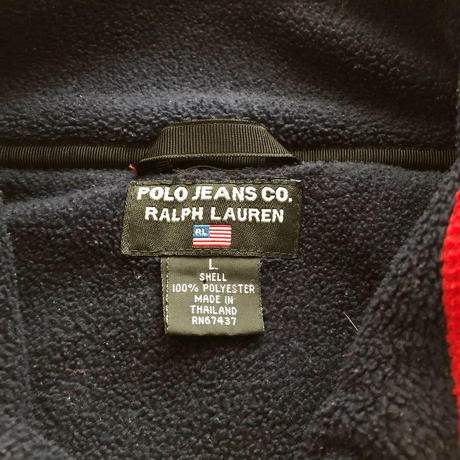 POLO JEANS CO.
RALPH LAUREN
RL
L
SHELL
100% POLYESTER
MADE IN
THAILAND
RN67437